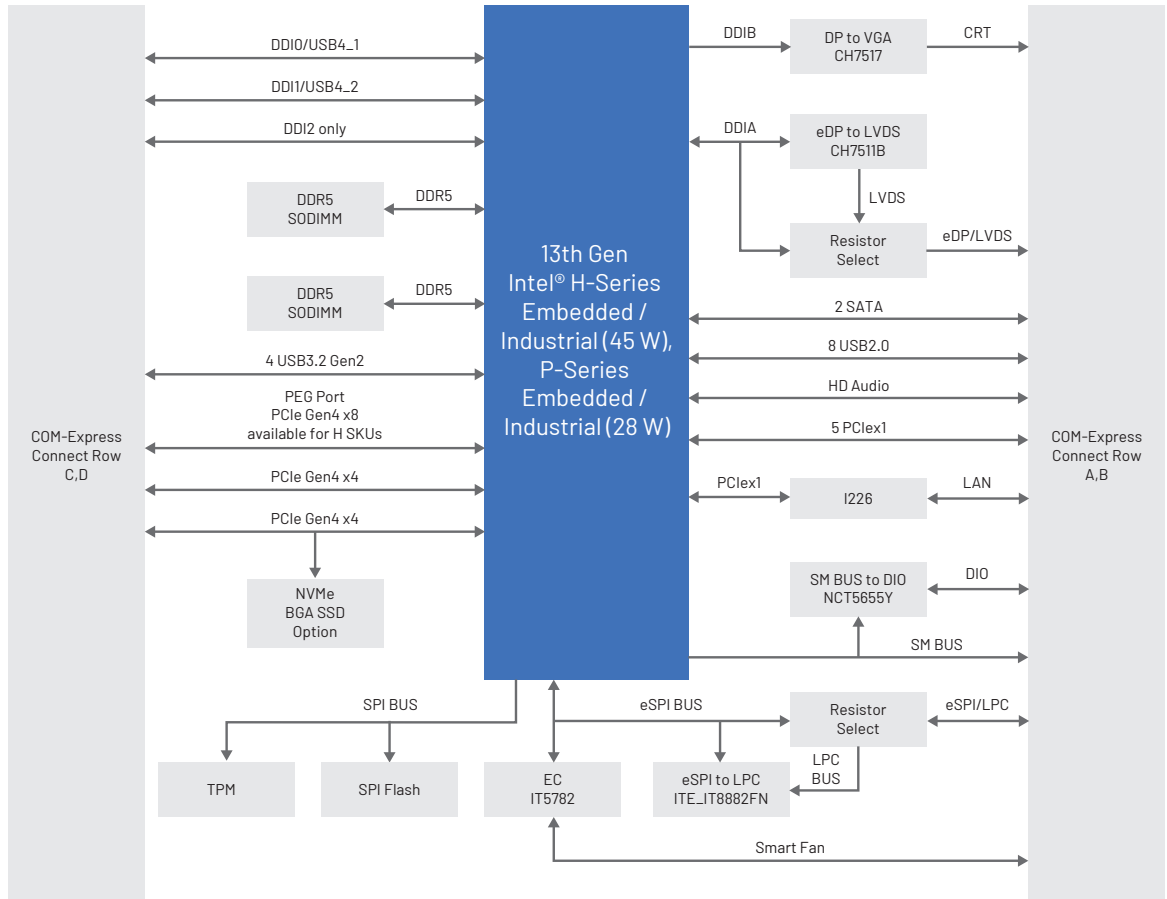 DDI0/USB4_1
DDI1/USB4_2
DDI2 only
DDR5
SODIMM
DDR5
DDR5
SODIMM
DDR5
4 USB3.2 Gen2
PEG Port
PCIe Gen4 x8
available for H SKUs
PCIe Gen4 x4
PCIe Gen4 x4
NVMe
BGA SSD
Option
COM-Express
Connect Row
C,D
13th Gen
Intel® H-Series
Embedded /
Industrial (45 W),
P-Series
Embedded /
Industrial (28 W)
DDIB
DP to VGA
CH7517
CRT
DDIA
eDP to LVDS
CH7511B
LVDS
Resistor
Select
eDP/LVDS
2 SATA
8 USB2.0
HD Audio
5 PCIex1
PCIex1
I226
LAN
SM BUS to DIO
NCT5655Y
DIO
SM BUS
COM-Express
Connect Row
A,B
SPI BUS
TPM
SPI Flash
eSPI BUS
EC
IT5782
eSPI to LPC
ITE_IT8882FN
Resistor
Select
eSPI/LPC
LPC
BUS
Smart Fan